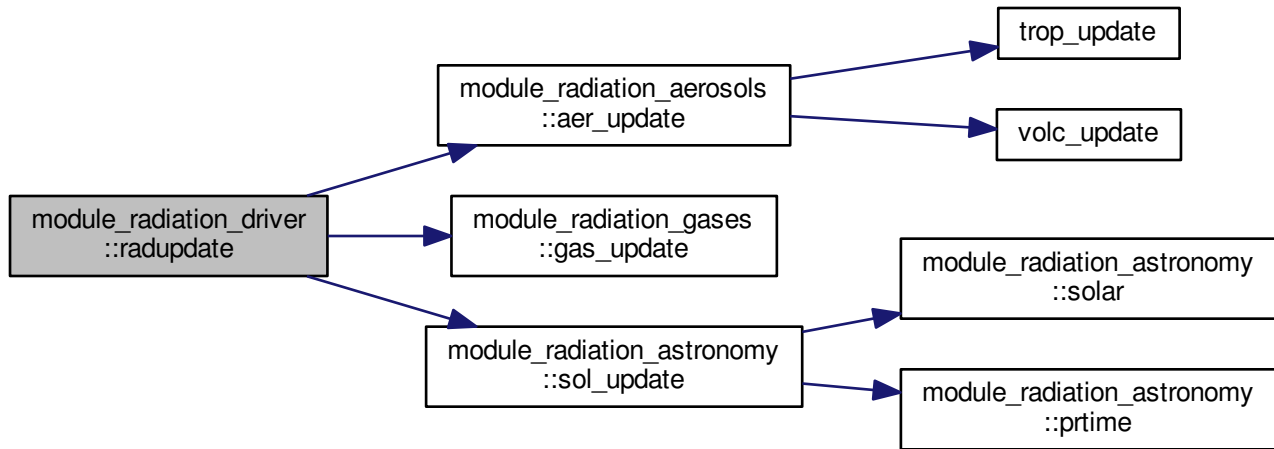 module_radiation_driver
::radupdate
module_radiation_aerosols
::aer_update
trop_update
volc_update
module_radiation_gases
::gas_update
module_radiation_astronomy
::sol_update
module_radiation_astronomy
::solar
module_radiation_astronomy
::prtime